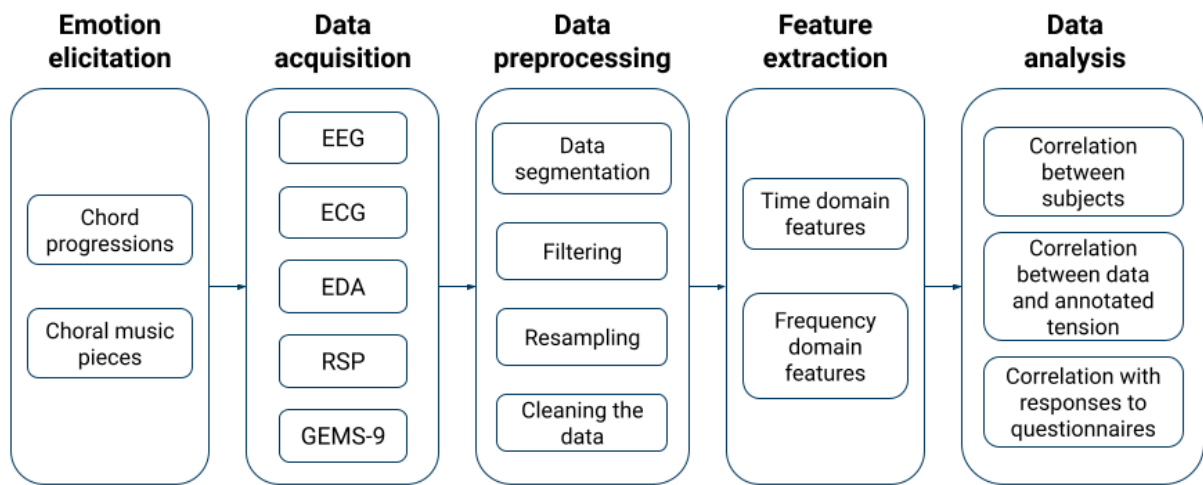 Emotion
elicitation
Data
acquisition
Data
preprocessing
Feature
extraction
Data
analysis
Chord
progressions
Choral music
pieces
EEG
ECG
EDA
RSP
GEMS-9
Data
segmentation
Filtering
Resampling
Cleaning the
data
Time domain
features
Frequency
domain
features
Correlation
between
subjects
Correlation
between data
and annotated
tension
Correlation with
responses to
questionnaires